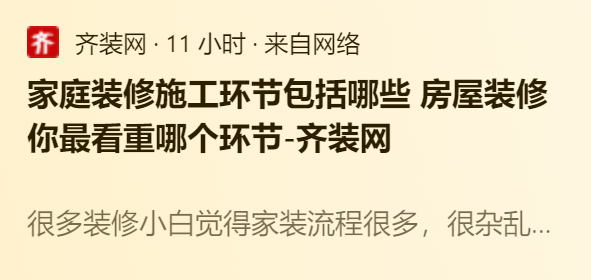 齐 齐装网 · 11 小时 · 来自网络
家庭装修施工环节包括哪些 房屋装修
你最看重哪个环节-齐装网
很多装修小白觉得家装流程很多，很杂乱...